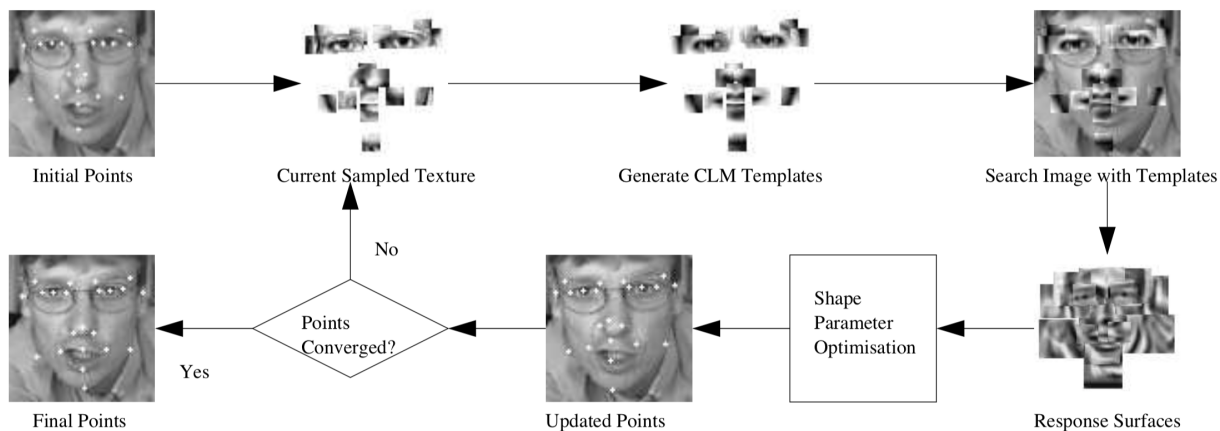 Initial Points
Current Sampled Texture
Generate CLM Templates
Search Image with Templates
No
Shape
Parameter
Optimisation
Points
Converged?
Yes
Final Points
Updated Points
Response Surfaces